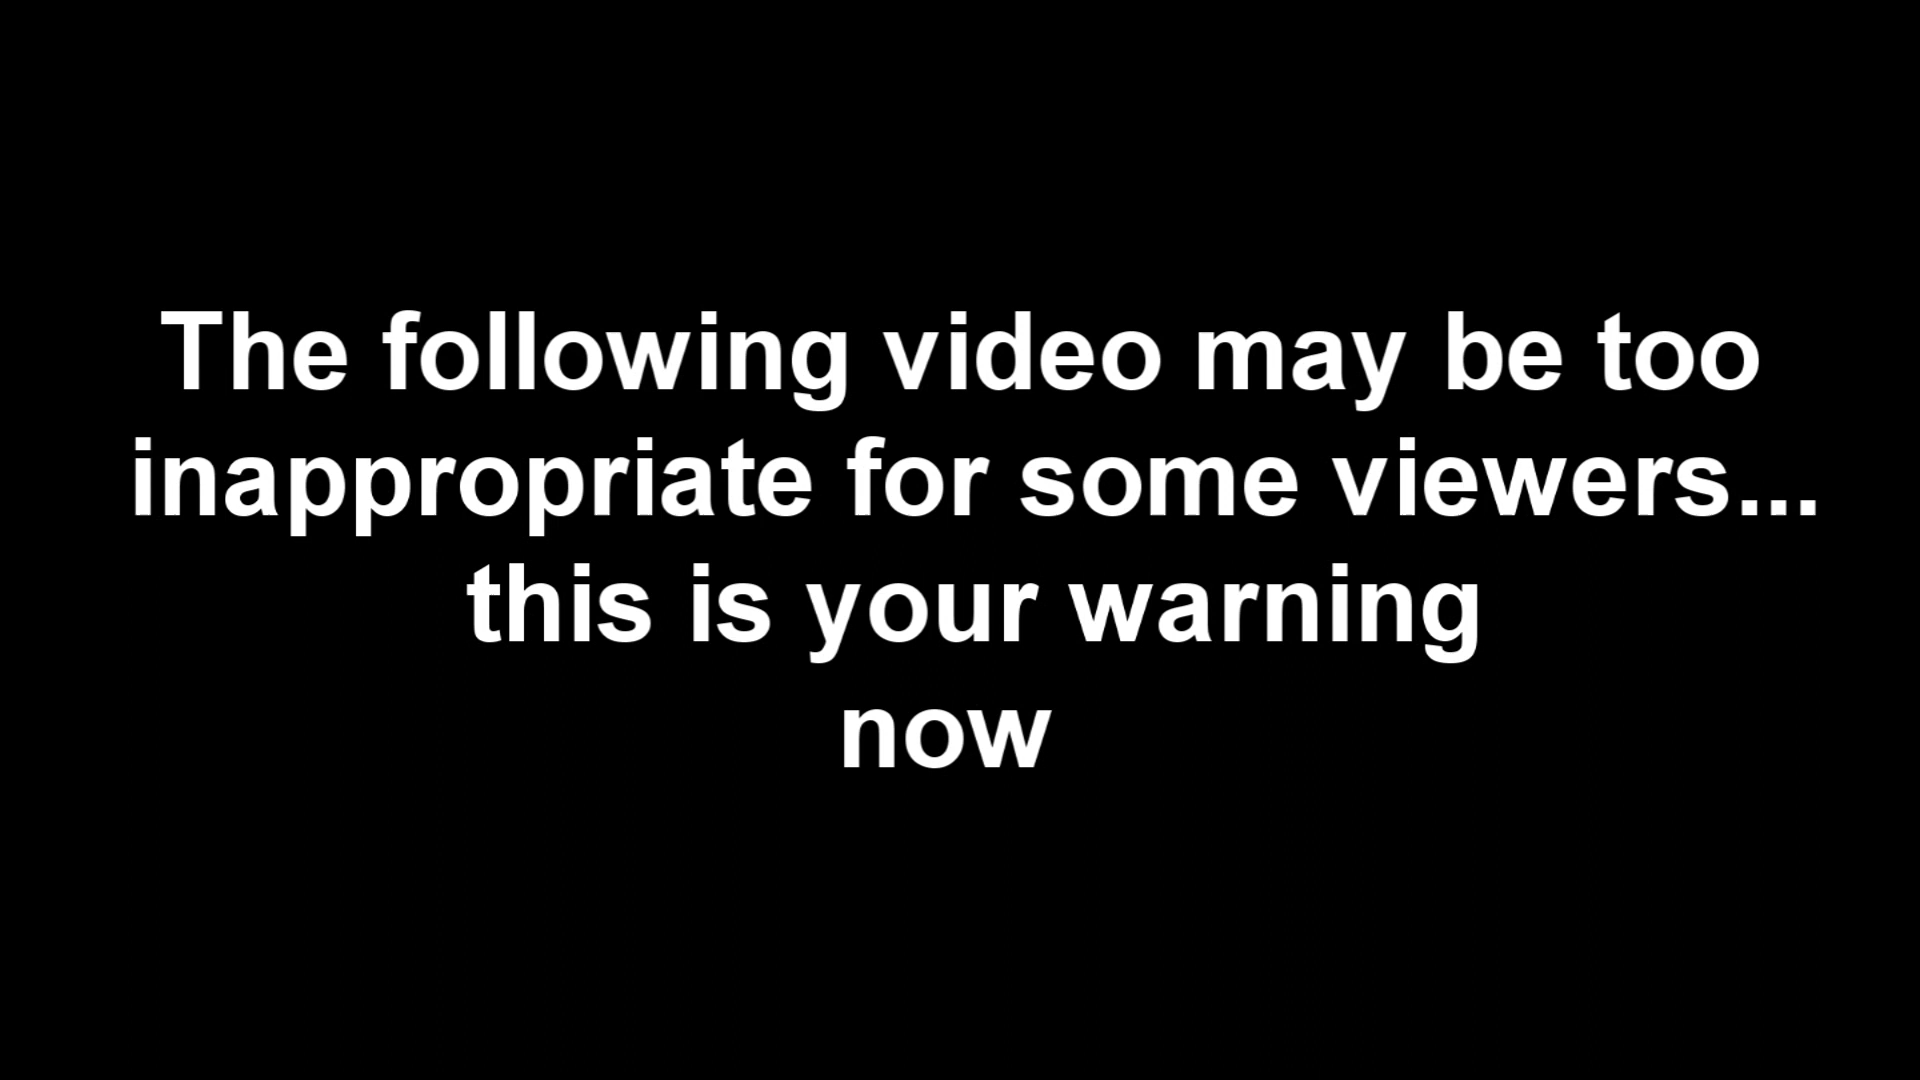 The following video may be too
inappropriate for some viewers...
this is your warning
now